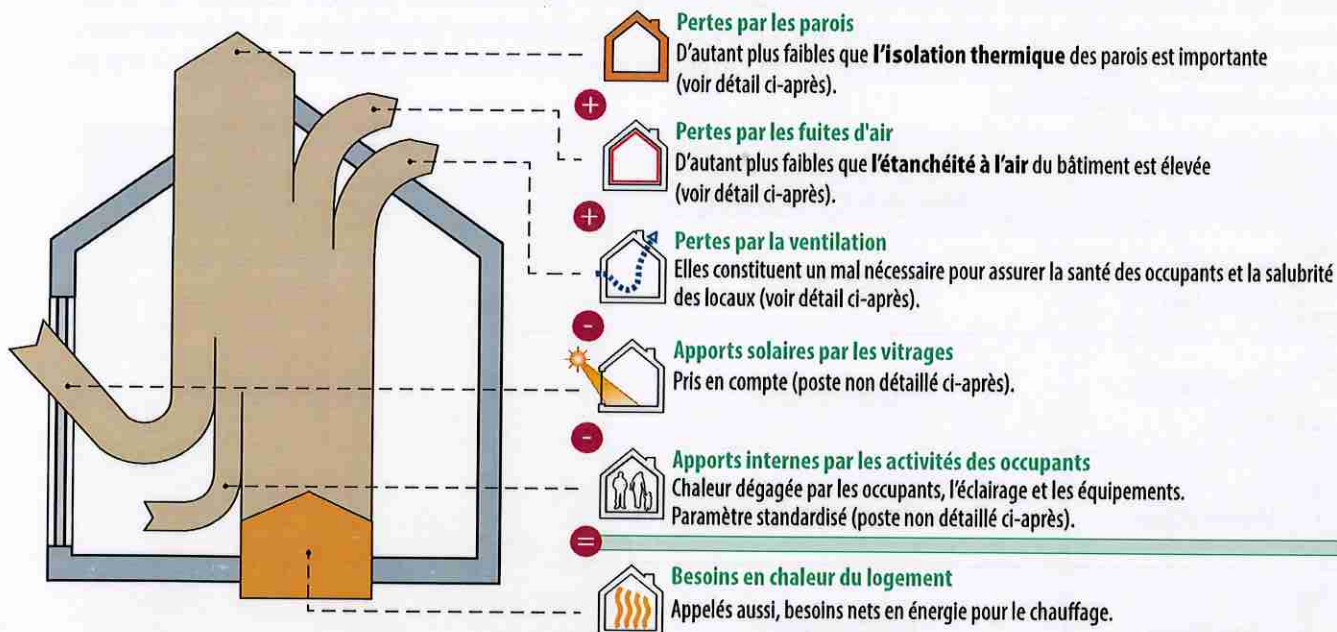 Pertes par les parois
D'autant plus faibles que l'isolation thermique des parois est importante
(voir détail ci-après).
+
Pertes par les fuites d'air
D'autant plus faibles que l'étanchéité à l'air du bâtiment est élevée
(voir détail ci-après).
+
Pertes par la ventilation
Elles constituent un mal nécessaire pour assurer la santé des occupants et la salubrité
des locaux (voir détail ci-après).
-
Apports solaires par les vitrages
Pris en compte (poste non détaillé ci-après).
-
Apports internes par les activités des occupants
Chaleur dégagée par les occupants, l'éclairage et les équipements.
Paramètre standardisé (poste non détaillé ci-après).
=
Besoins en chaleur du logement
Appelés aussi, besoins nets en énergie pour le chauffage.